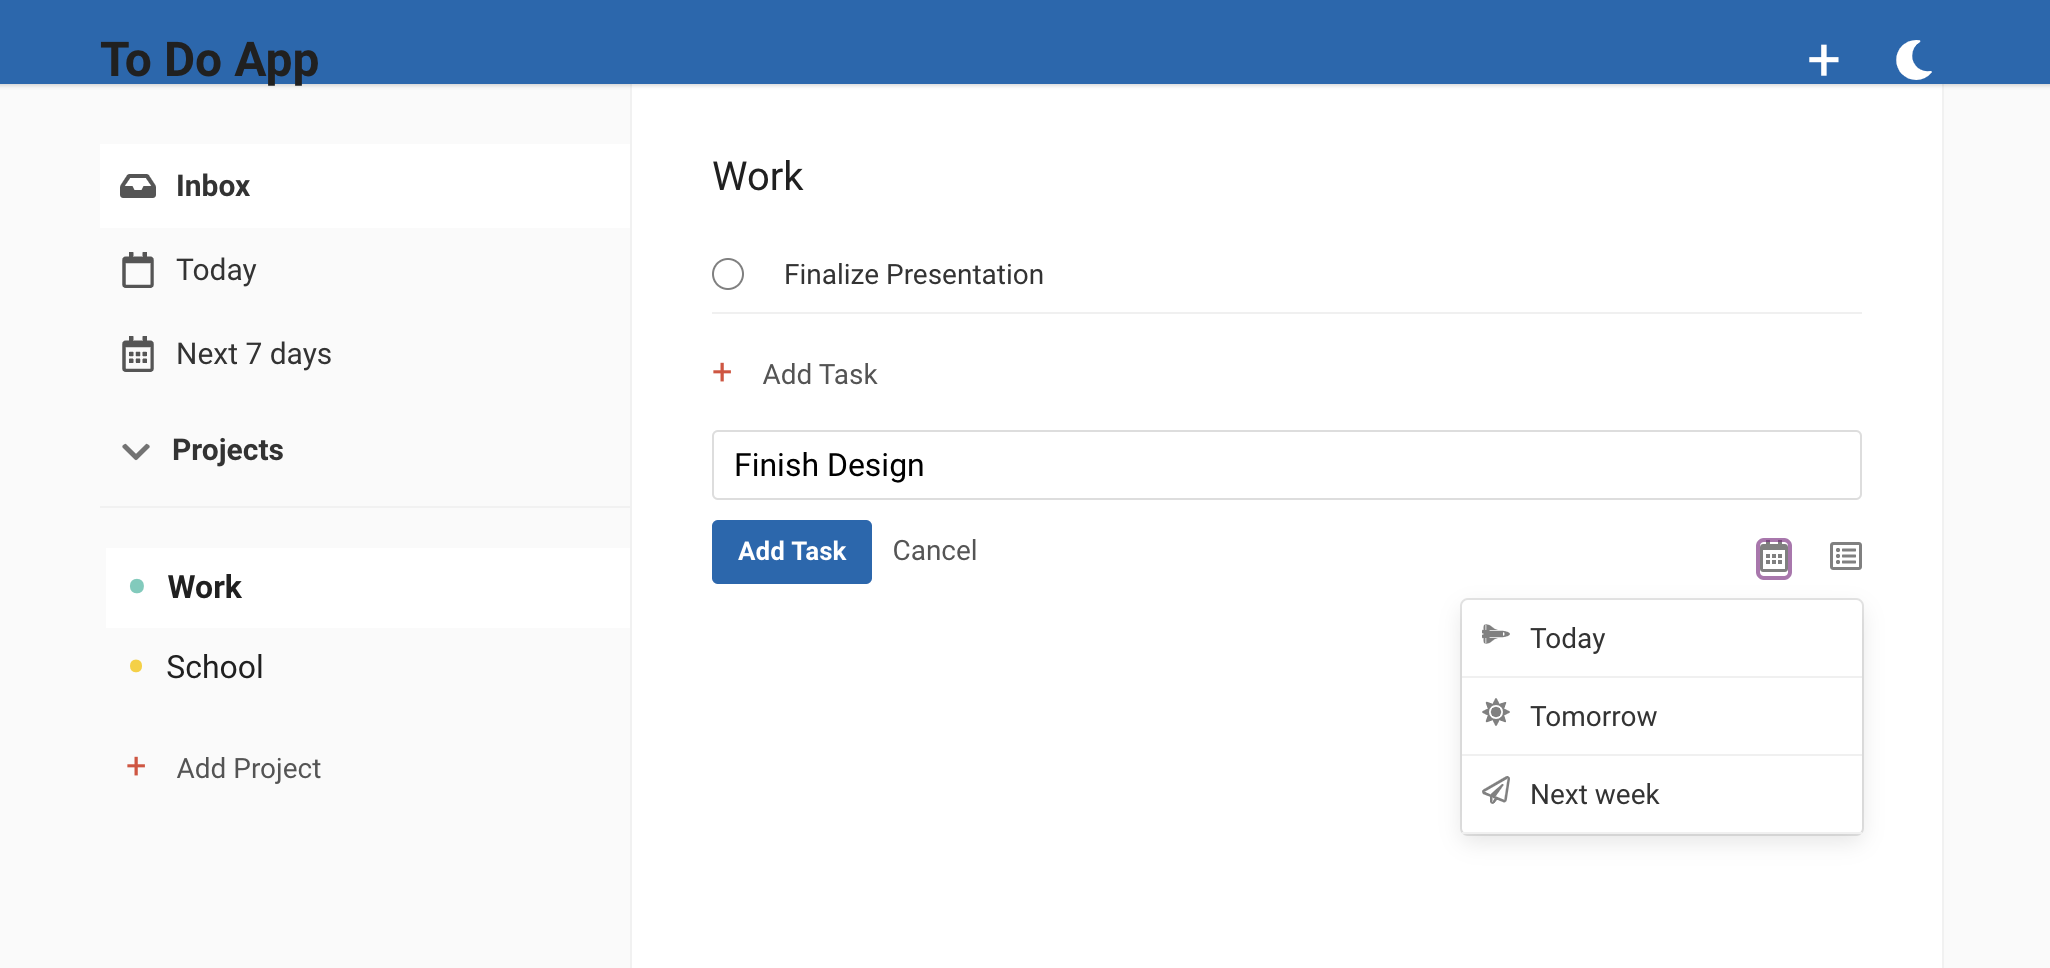 To Do App
Inbox
Today
Next 7 days
Projects
Work
School
Add Project
Work
Finalize Presentation
Add Task
Finish Design
Add Task
Cancel
Today
Tomorrow
Next week